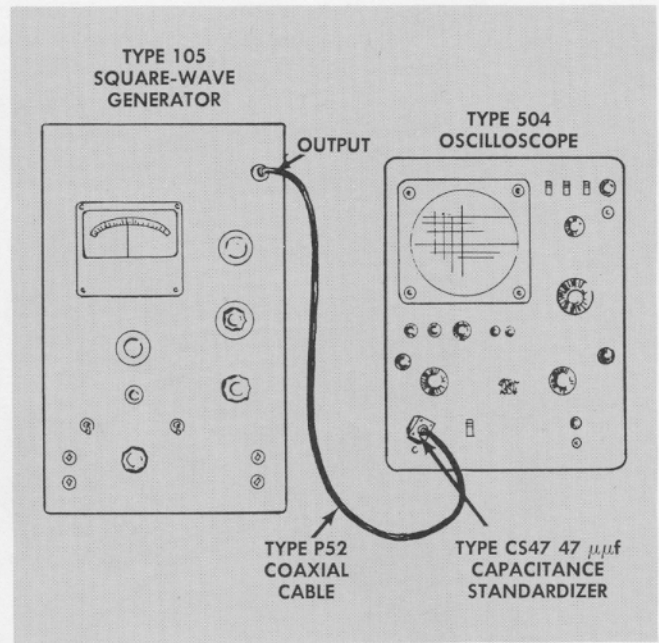 TYPE 105
SQUARE-WAVE
GENERATOR
OUTPUT
TYPE 504
OSCILLOSCOPE
TYPE P52
COAXIAL
CABLE
TYPE CS47 47 μμf
CAPACITANCE
STANDARDIZER